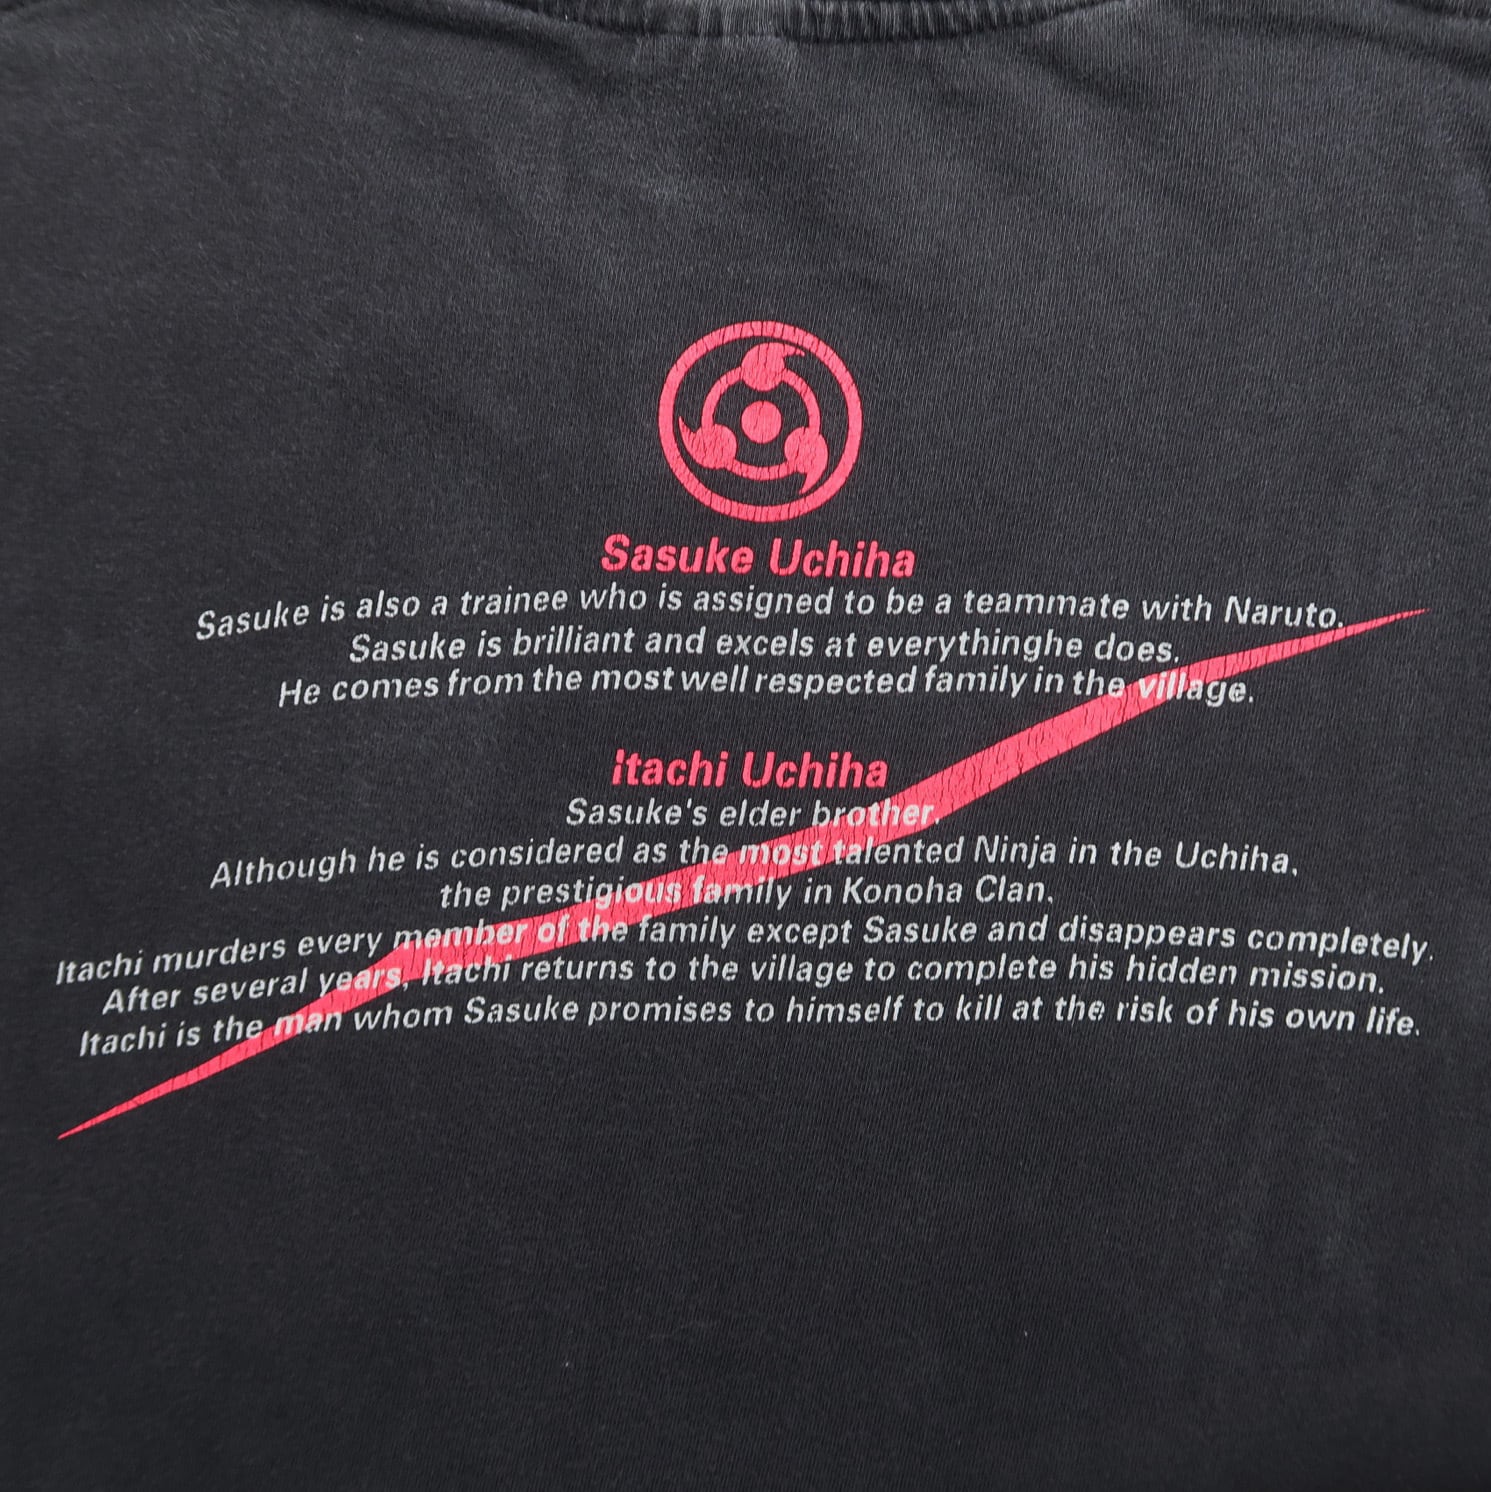 Sasuke Uchiha
Sasuke is also a trainee who is assigned to be a teammate with Naruto.
Sasuke is brilliant and excels at everythinghe does.
He comes from the most well respected family in the village.
Itachi Uchiha
Sasuke's elder brother.
Although he is considered as the most talented Ninja in the Uchiha,
the prestigious family in Konoha Clan,
Itachi murders every member of the family except Sasuke and disappears completely.
After several years, Itachi returns to the village to complete his hidden mission.
Itachi is the man whom Sasuke promises to himself to kill at the risk of his own life.